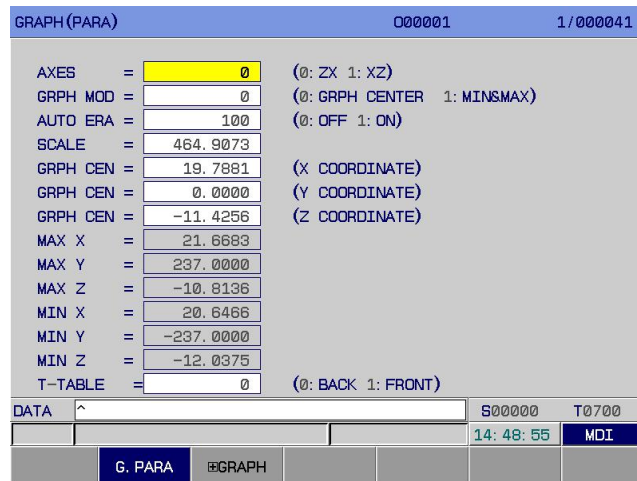 GRAPH(PARA) O00001 1/000041
AXES = 0 (0: ZX 1: XZ)
GRPH MOD = 0 (0: GRPH CENTER 1: MIN&MAX)
AUTO ERA = 100 (0: OFF 1: ON)
SCALE = 464.9073
GRPH CEN = 19.7881 (X COORDINATE)
GRPH CEN = 0.0000 (Y COORDINATE)
GRPH CEN = -11.4256 (Z COORDINATE)
MAX X = 21.6683
MAX Y = 237.0000
MAX Z = -10.8136
MIN X = 20.6466
MIN Y = -237.0000
MIN Z = -12.0375
T-TABLE = 0 (0: BACK 1: FRONT)
DATA ^ S00000 T0700
14:48:55 MDI
G. PARA ⊞GRAPH